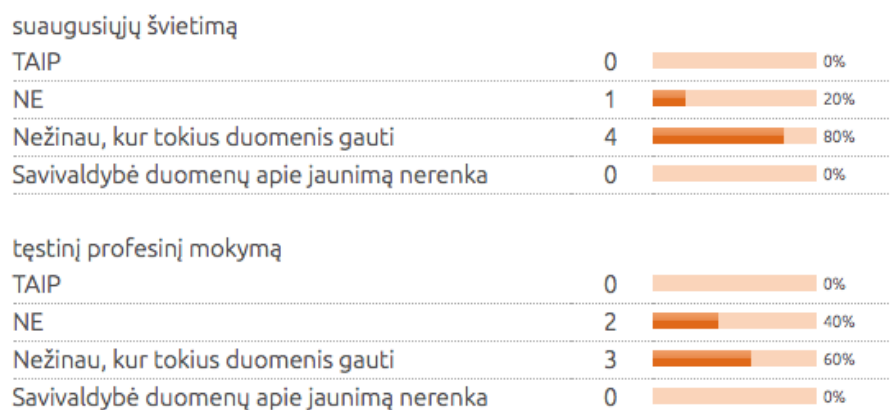 suaugusiųjų švietimą
TAIP 0 0%
NE 1 20%
Nežinau, kur tokius duomenis gauti 4 80%
Savivaldybė duomenų apie jaunimą nerenka 0 0%
tęstinį profesinį mokymą
TAIP 0 0%
NE 2 40%
Nežinau, kur tokius duomenis gauti 3 60%
Savivaldybė duomenų apie jaunimą nerenka 0 0%